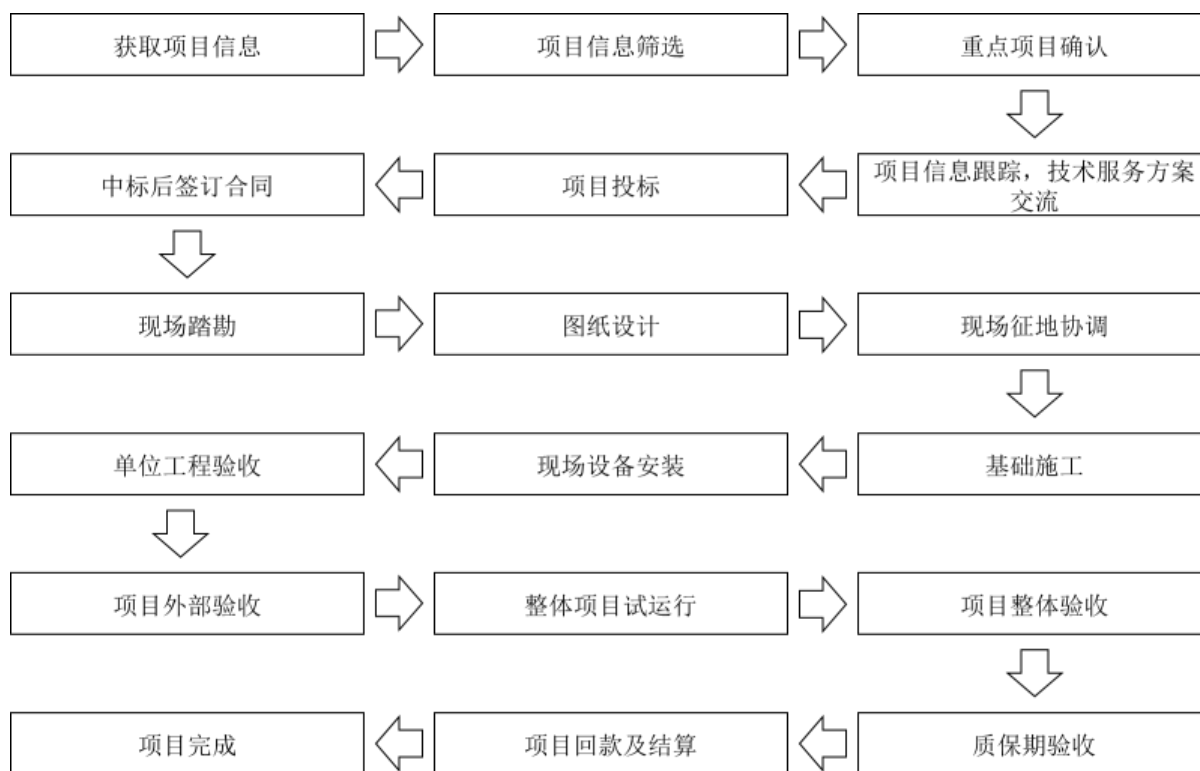 获取项目信息
项目信息筛选
重点项目确认
项目信息跟踪，技术服务方案
交流
项目投标
中标后签订合同
现场踏勘
图纸设计
现场征地协调
基础施工
现场设备安装
单位工程验收
项目外部验收
整体项目试运行
项目整体验收
质保期验收
项目回款及结算
项目完成